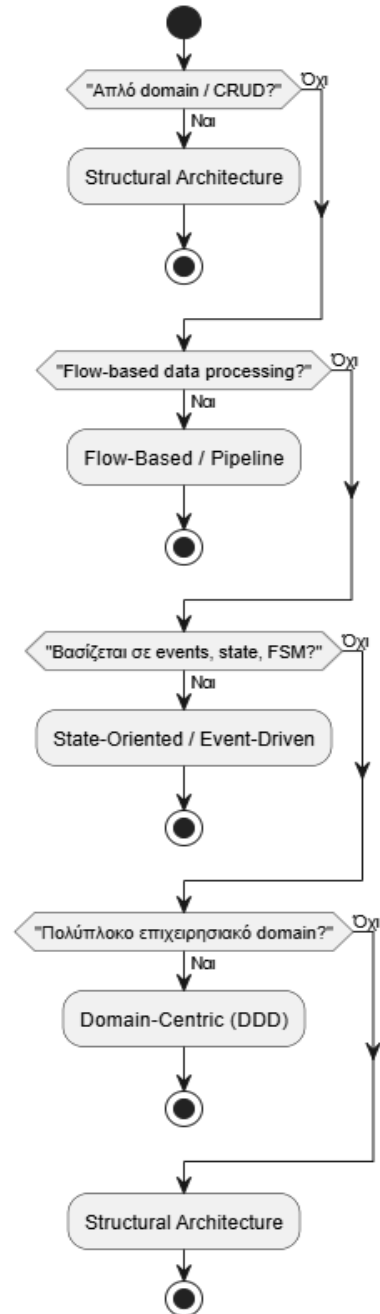 "Απλό domain / CRUD?"
Όχι
Ναι
Structural Architecture
"Flow-based data processing?"
Όχι
Ναι
Flow-Based / Pipeline
"Βασίζεται σε events, state, FSM?"
Όχι
Ναι
State-Oriented / Event-Driven
"Πολύπλοκο επιχειρησιακό domain?"
Όχι
Ναι
Domain-Centric (DDD)
Structural Architecture